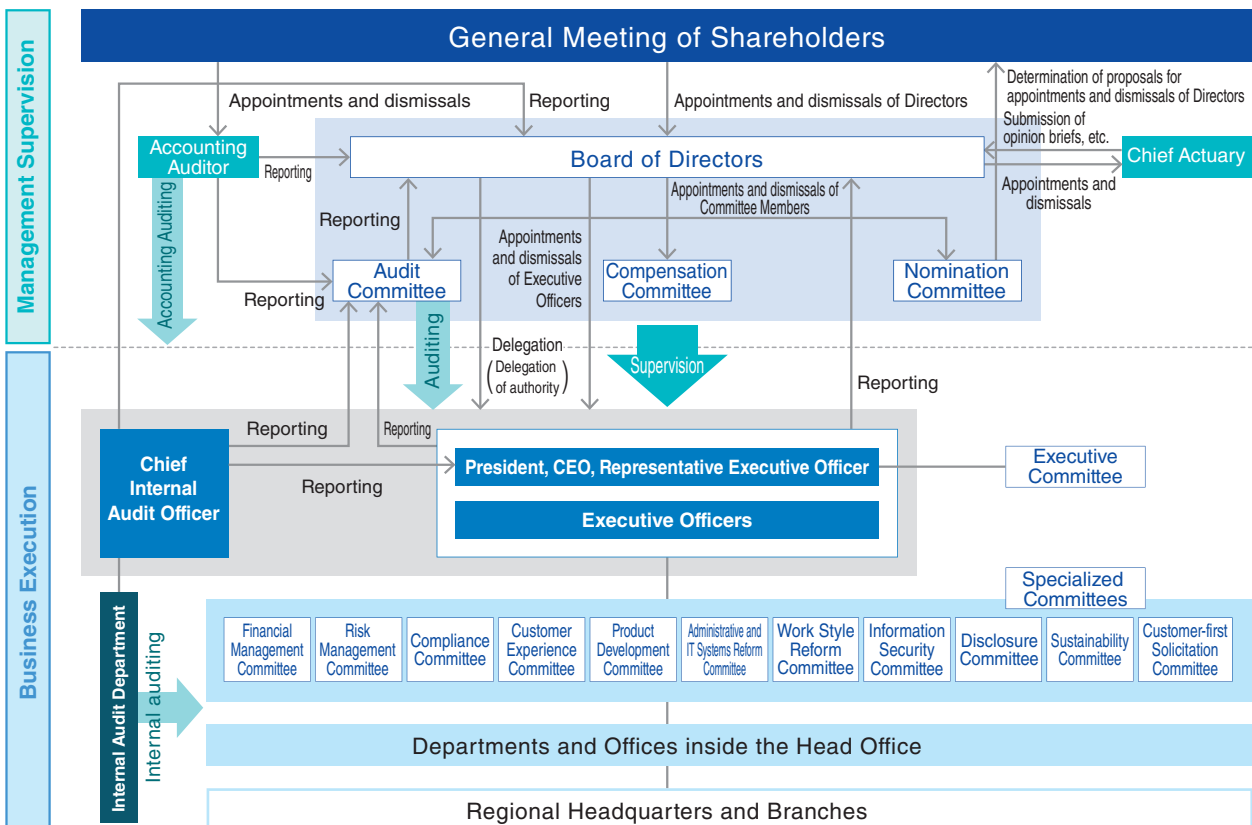 General Meeting of Shareholders
Management Supervision
Appointments and dismissals
Reporting
Appointments and dismissals of Directors
Determination of proposals for
appointments and dismissals of Directors
Submission of
opinion briefs, etc.
Accounting
Auditor
Reporting
Board of Directors
Chief Actuary
Appointments and
dismissals
Accounting Auditing
Reporting
Appointments and dismissals of
Committee Members
Appointments
and dismissals
of Executive
Officers
Audit
Committee
Compensation
Committee
Nomination
Committee
Reporting
Auditing
Delegation
(Delegation
of authority)
Supervision
Reporting
Business Execution
Reporting
Reporting
Chief
Internal
Audit Officer
Reporting
President, CEO, Representative Executive Officer
Executive Officers
Executive
Committee
Specialized
Committees
Internal Audit Department
Internal auditing
Financial
Management
Committee
Risk
Management
Committee
Compliance
Committee
Customer
Experience
Committee
Product
Development
Committee
Administrative and
IT Systems Reform
Committee
Work Style
Reform
Committee
Information
Security
Committee
Disclosure
Committee
Sustainability
Committee
Customer-first
Solicitation
Committee
Departments and Offices inside the Head Office
Regional Headquarters and Branches